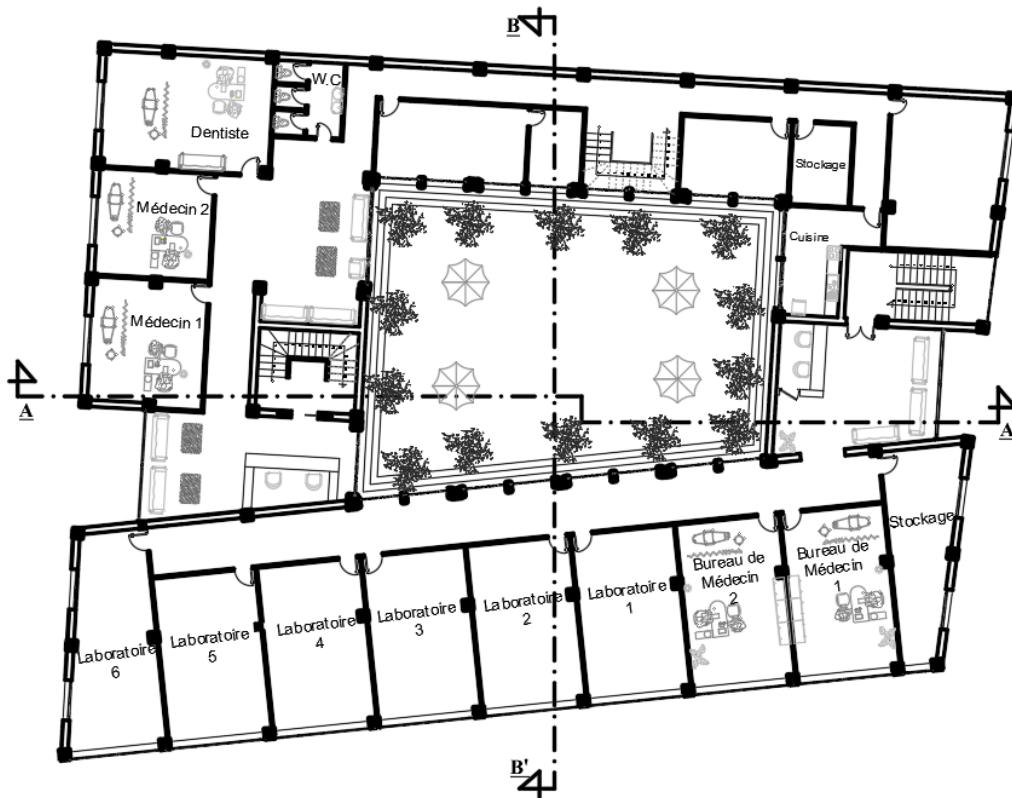 B
W.C
Dentiste
Stockage
Médecin 2
Cuisine
Médecin 1
A
A
Stockage
Bureau de
Médecin
2
Bureau de
Médecin
1
Laboratoire
1
Laboratoire
2
Laboratoire
3
Laboratoire
4
Laboratoire
5
Laboratoire
6
B'